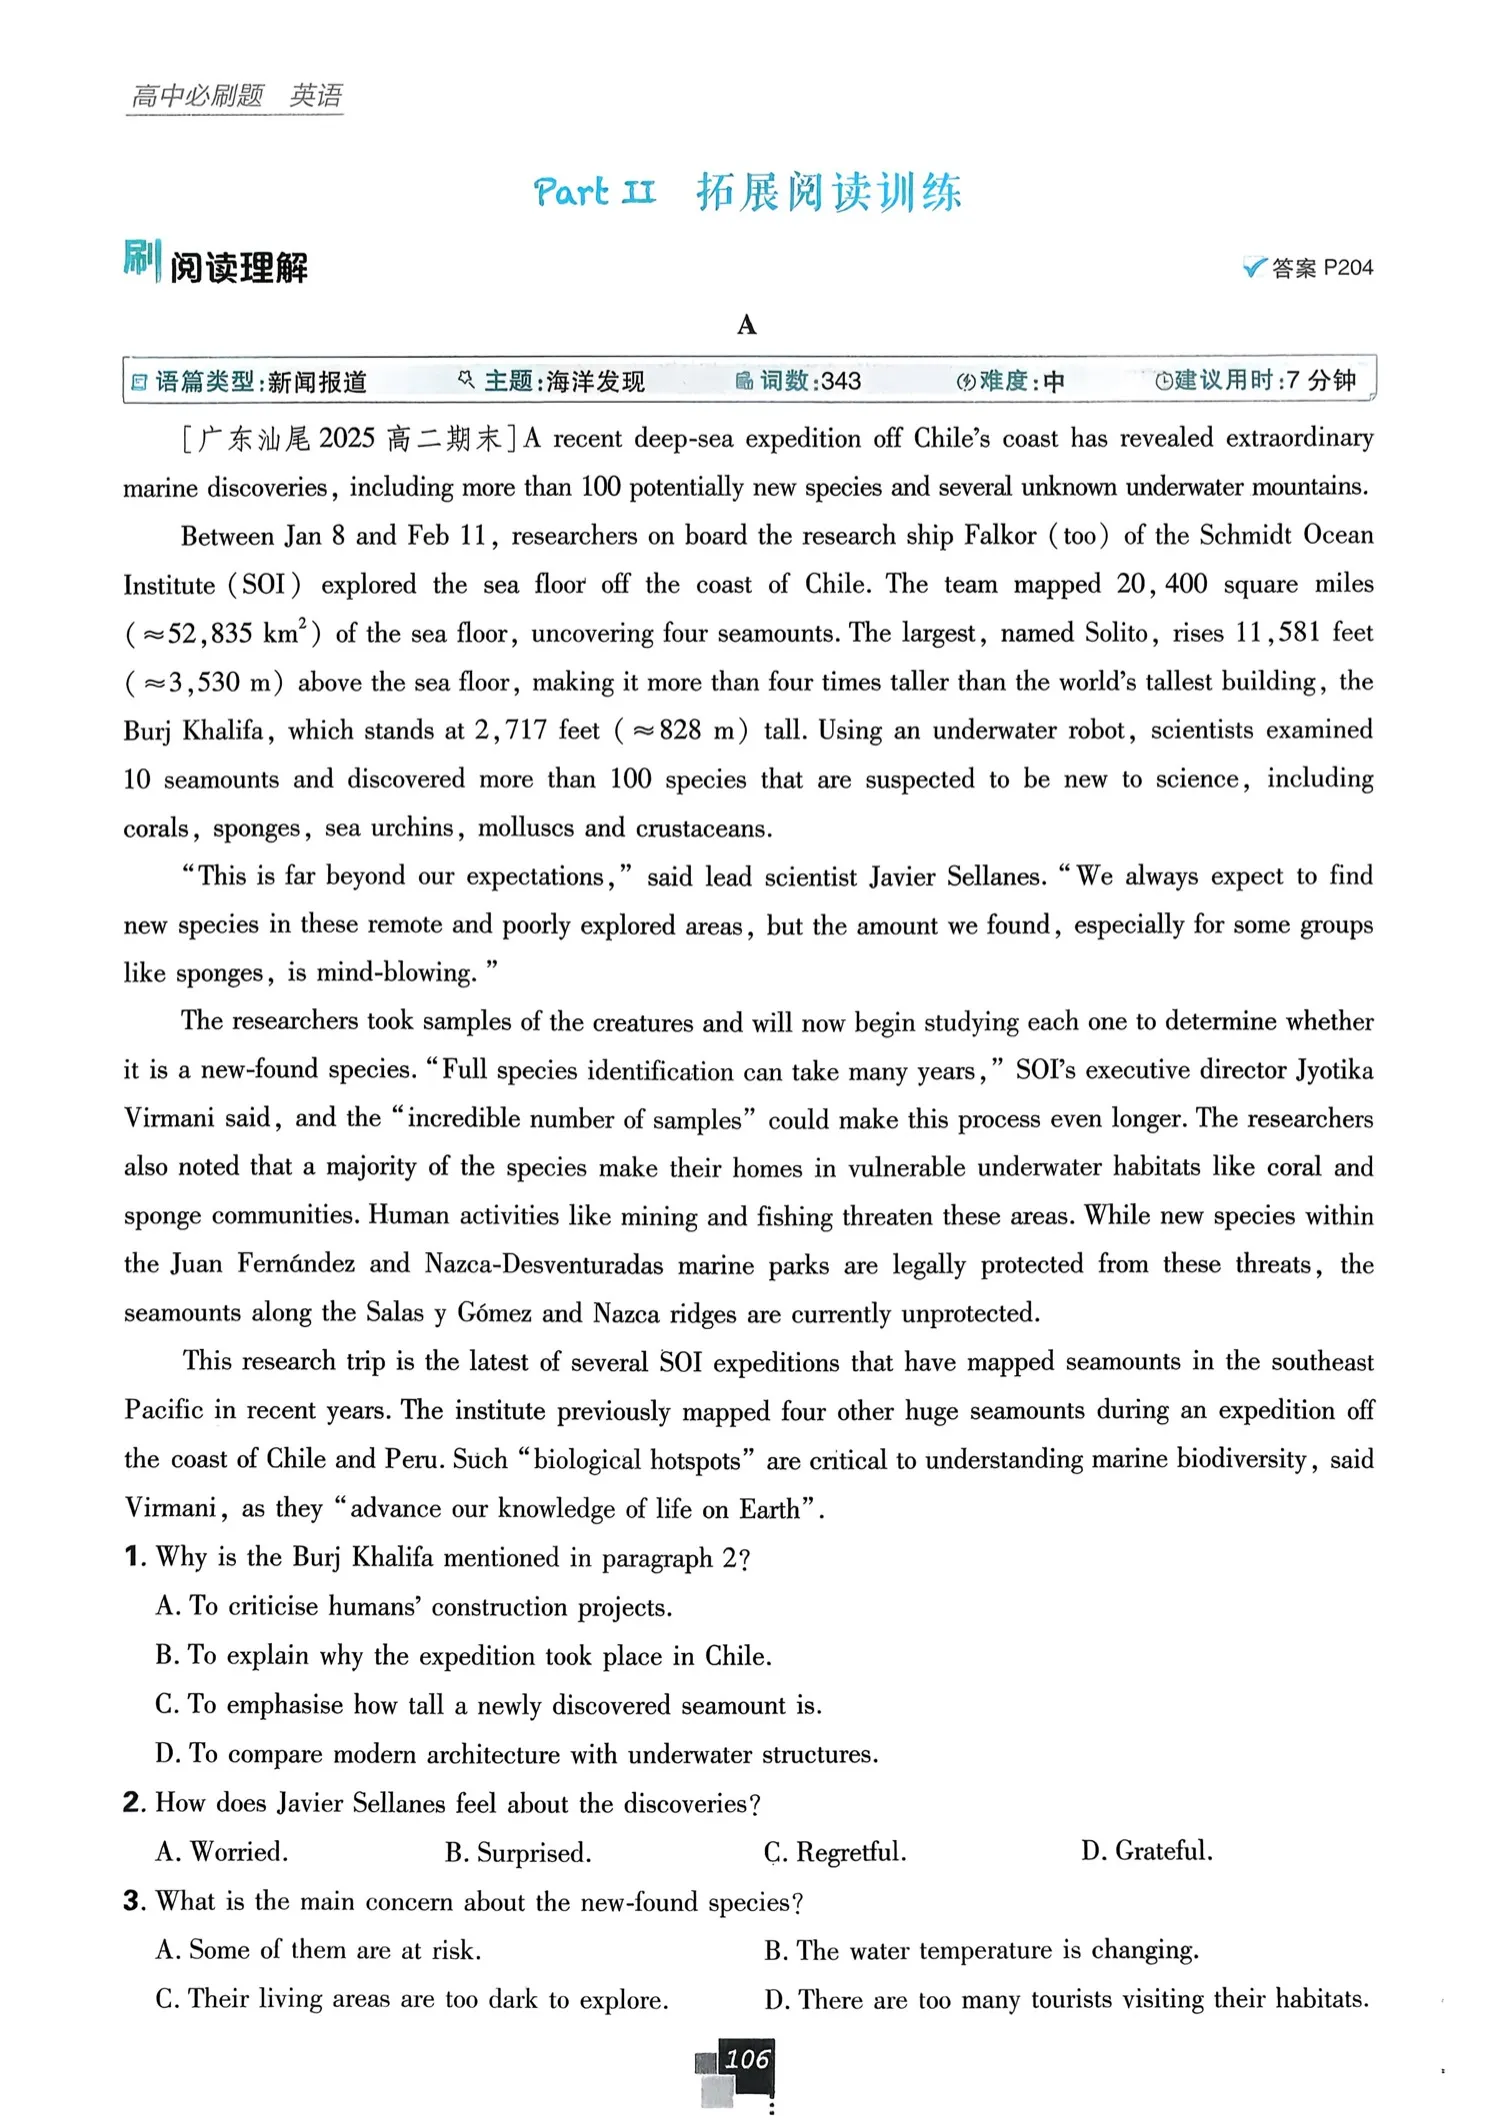 高中必刷题 英语
Part II 拓展阅读训练
刷 阅读理解
答案 P204
A
语篇类型:新闻报道 主题:海洋发现 词数:343 难度:中 建议用时:7 分钟
[广东汕尾 2025 高二期末]A recent deep-sea expedition off Chile's coast has revealed extraordinary
marine discoveries, including more than 100 potentially new species and several unknown underwater mountains.
Between Jan 8 and Feb 11, researchers on board the research ship Falkor (too) of the Schmidt Ocean
Institute (SOI) explored the sea floor off the coast of Chile. The team mapped 20,400 square miles
(≈52,835 km²) of the sea floor, uncovering four seamounts. The largest, named Solito, rises 11,581 feet
(≈3,530 m) above the sea floor, making it more than four times taller than the world's tallest building, the
Burj Khalifa, which stands at 2,717 feet (≈828 m) tall. Using an underwater robot, scientists examined
10 seamounts and discovered more than 100 species that are suspected to be new to science, including
corals, sponges, sea urchins, molluscs and crustaceans.
"This is far beyond our expectations," said lead scientist Javier Sellanes. "We always expect to find
new species in these remote and poorly explored areas, but the amount we found, especially for some groups
like sponges, is mind-blowing."
The researchers took samples of the creatures and will now begin studying each one to determine whether
it is a new-found species. "Full species identification can take many years," SOI's executive director Jyotika
Virmani said, and the "incredible number of samples" could make this process even longer. The researchers
also noted that a majority of the species make their homes in vulnerable underwater habitats like coral and
sponge communities. Human activities like mining and fishing threaten these areas. While new species within
the Juan Fernández and Nazca-Desventuradas marine parks are legally protected from these threats, the
seamounts along the Salas y Gómez and Nazca ridges are currently unprotected.
This research trip is the latest of several SOI expeditions that have mapped seamounts in the southeast
Pacific in recent years. The institute previously mapped four other huge seamounts during an expedition off
the coast of Chile and Peru. Such "biological hotspots" are critical to understanding marine biodiversity, said
Virmani, as they "advance our knowledge of life on Earth".
1. Why is the Burj Khalifa mentioned in paragraph 2?
A. To criticise humans' construction projects.
B. To explain why the expedition took place in Chile.
C. To emphasise how tall a newly discovered seamount is.
D. To compare modern architecture with underwater structures.
2. How does Javier Sellanes feel about the discoveries?
A. Worried. B. Surprised. C. Regretful. D. Grateful.
3. What is the main concern about the new-found species?
A. Some of them are at risk. B. The water temperature is changing.
C. Their living areas are too dark to explore. D. There are too many tourists visiting their habitats.
106